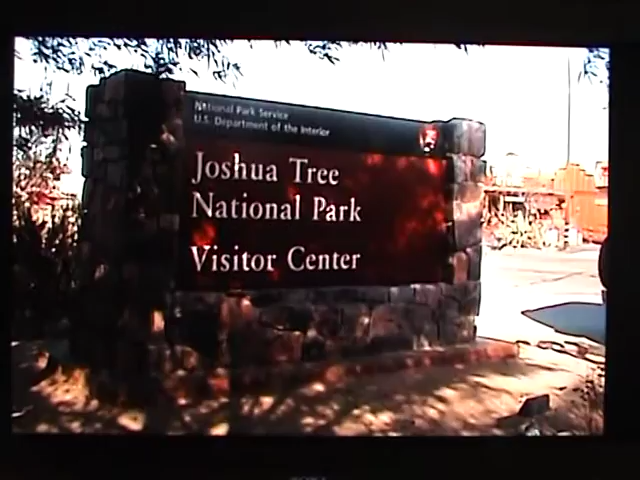 National Park Service
U.S. Department of the Interior
Joshua Tree
National Park
Visitor Center